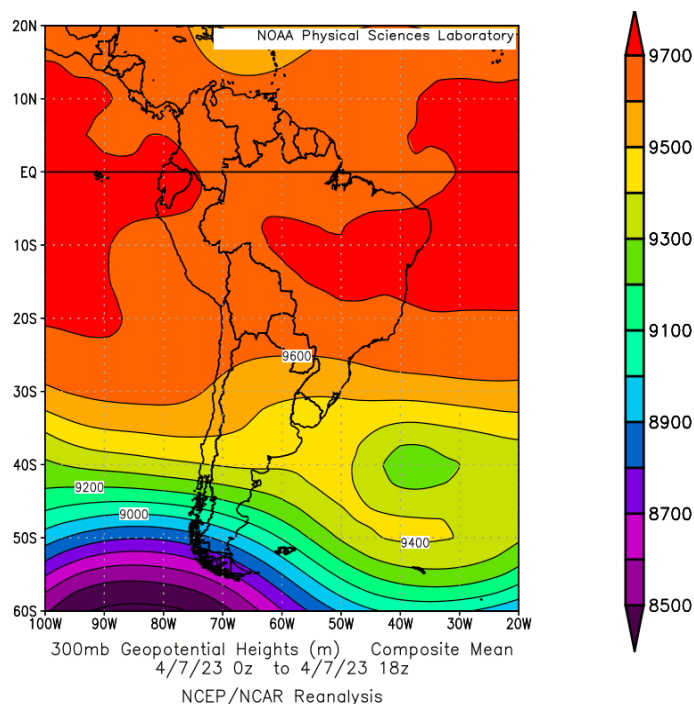 NOAA Physical Sciences Laboratory
20N
10N
EQ
10S
20S
30S
40S
50S
60S
9600
9200
9000
9400
100W 90W 80W 70W 60W 50W 40W 30W 20W
9700
9500
9300
9100
8900
8700
8500
300mb Geopotential Heights (m) Composite Mean
4/7/23 0z to 4/7/23 18z
NCEP/NCAR Reanalysis